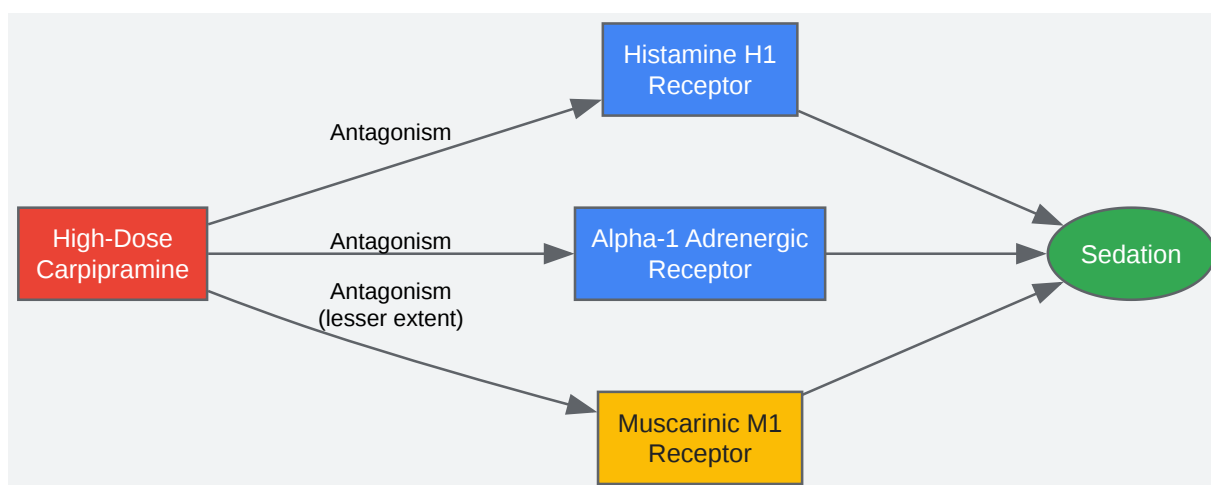 Histamine H1
Receptor
Antagonism
High-Dose
Carpipramine
Antagonism
Alpha-1 Adrenergic
Receptor
Sedation
Antagonism
(lesser extent)
Muscarinic M1
Receptor